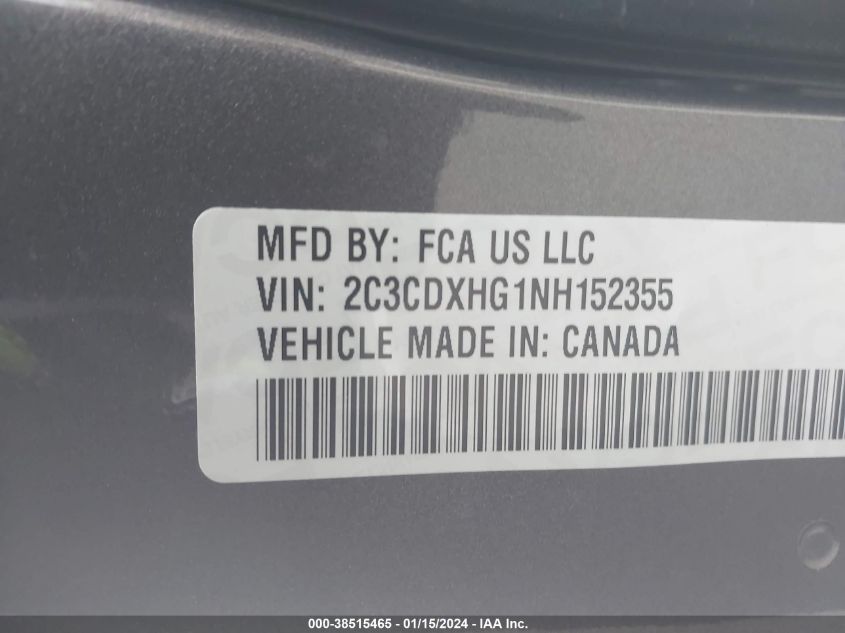 MFD BY: FCA US LLC
VIN: 2C3CDXHG1NH152355
VEHICLE MADE IN: CANADA
000-38515465 - 01/15/2024 - IAA Inc.